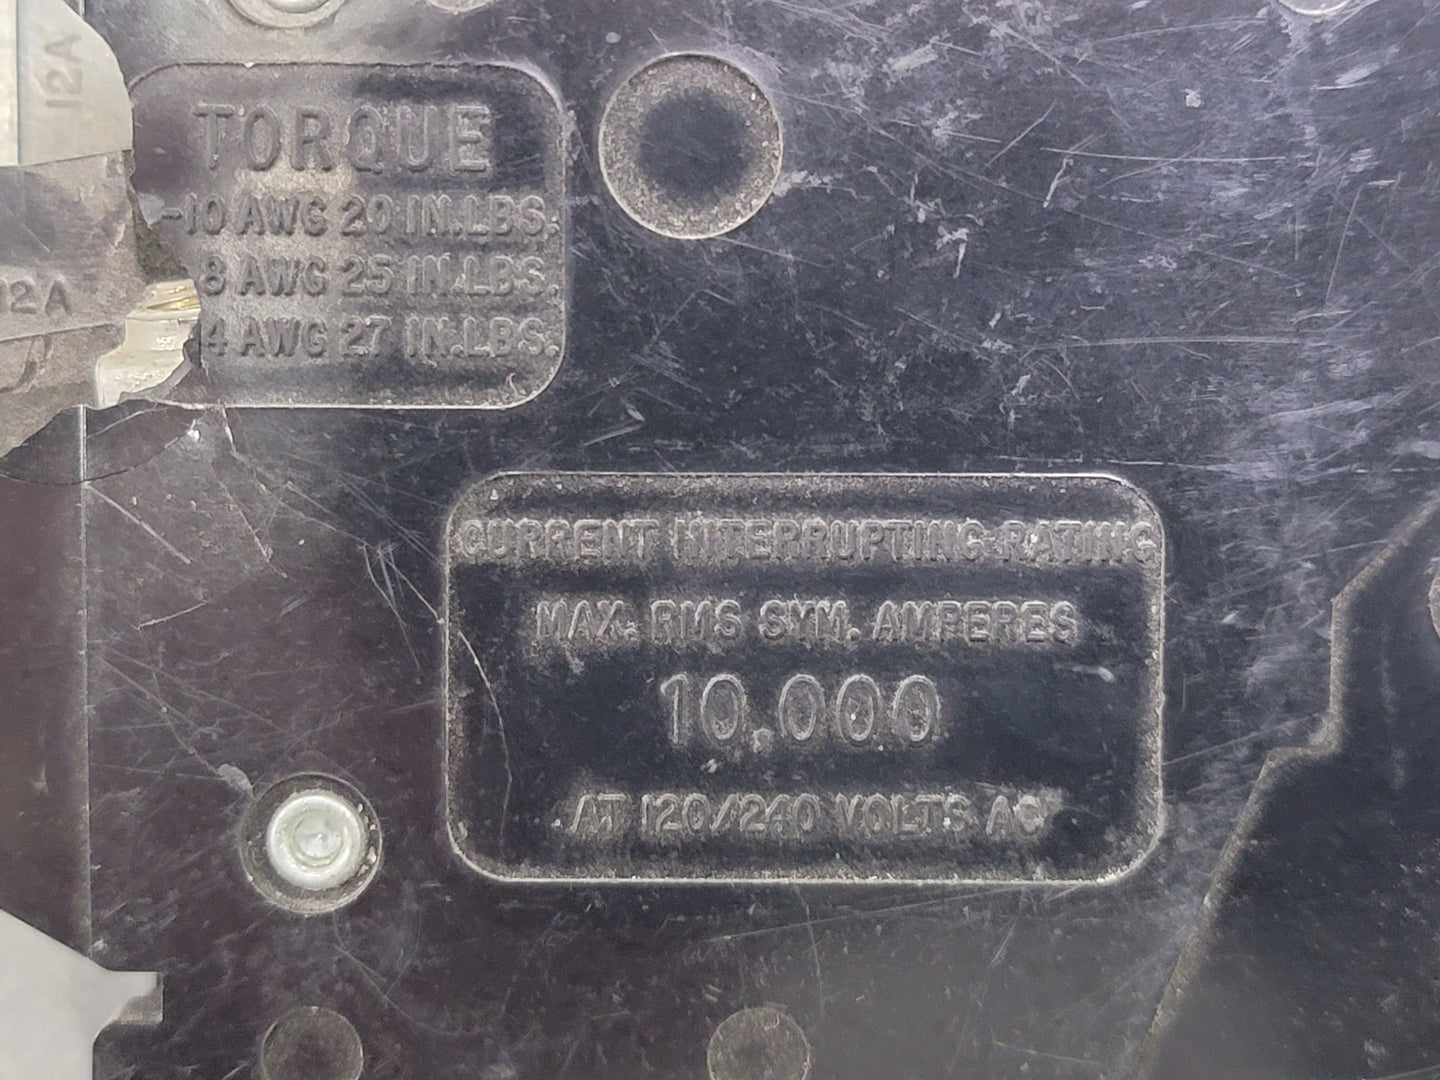 12A
TORQUE
-10 AWG 20 IN.LBS.
8 AWG 25 IN.LBS.
12A
4 AWG 27 IN.LBS.
CURRENT INTERRUPTING RATING
MAX. RMS SYM. AMPERES
10,000
AT 120/240 VOLTS AC